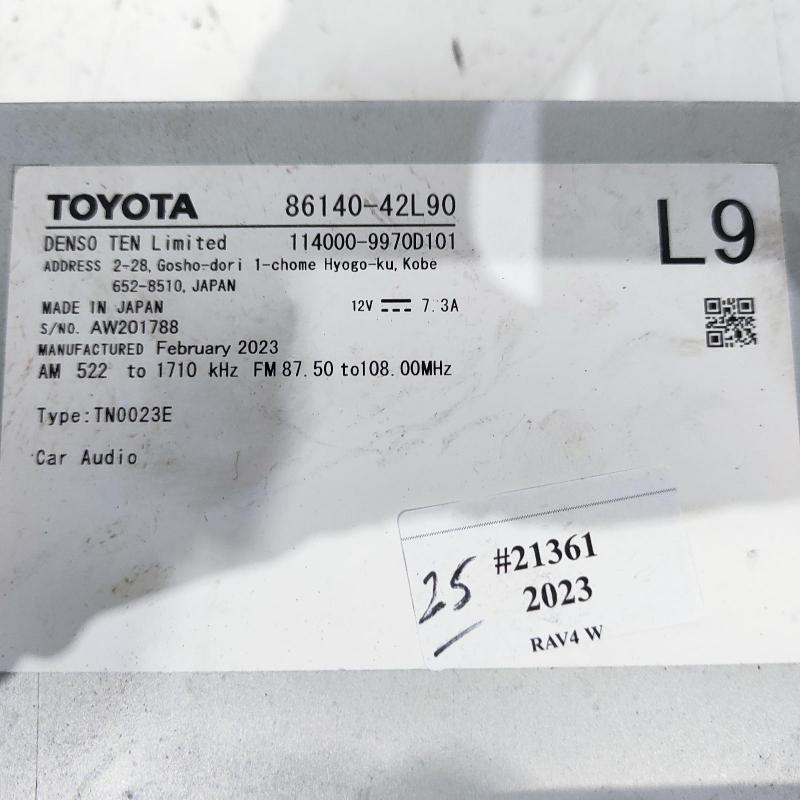 TOYOTA 86140-42L90
L9
DENSO TEN Limited 114000-9970D101
ADDRESS 2-28, Gosho-dori 1-chome Hyogo-ku, Kobe
652-8510, JAPAN
MADE IN JAPAN 12V 7.3A
S/NO. AW201788
MANUFACTURED February 2023
AM 522 to 1710 kHz FM 87.50 to108.00MHz
Type:TN0023E
Car Audio
#21361
25
2023
RAV4 W